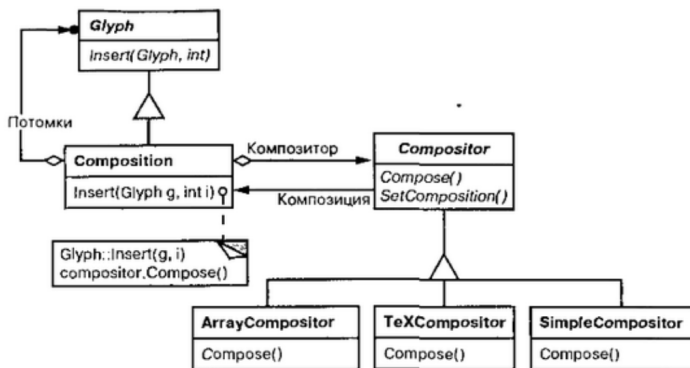 Glyph
Insert(Glyph, int)
Потомки
Composition
Insert(Glyph g, int i)
Композитор
Композиция
Compositor
Compose()
SetComposition()
Glyph::Insert(g, i)
compositor.Compose()
ArrayCompositor
Compose()
TeXCompositor
Compose()
SimpleCompositor
Compose()